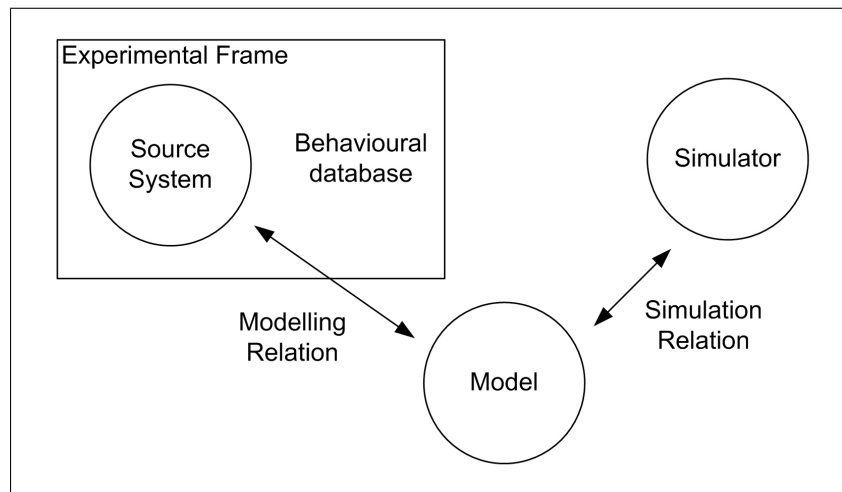 Experimental Frame
Source
System
Behavioural
database
Simulator
Modelling
Relation
Simulation
Relation
Model